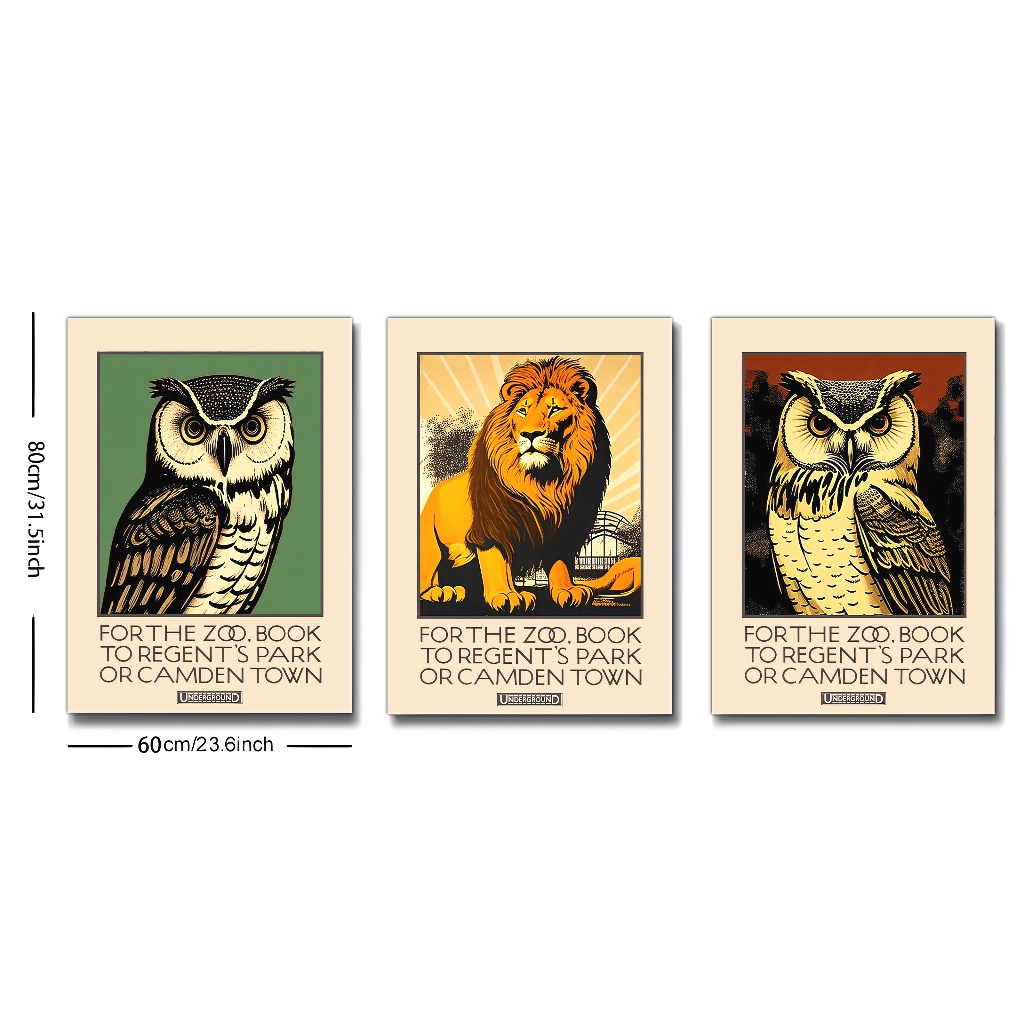 80cm/31.5inch
FOR THE ZOO, BOOK
TO REGENT'S PARK
OR CAMDEN TOWN
UNDERGROUND
60cm/23.6inch
FOR THE ZOO, BOOK
TO REGENT'S PARK
OR CAMDEN TOWN
UNDERGROUND
FOR THE ZOO, BOOK
TO REGENT'S PARK
OR CAMDEN TOWN
UNDERGROUND